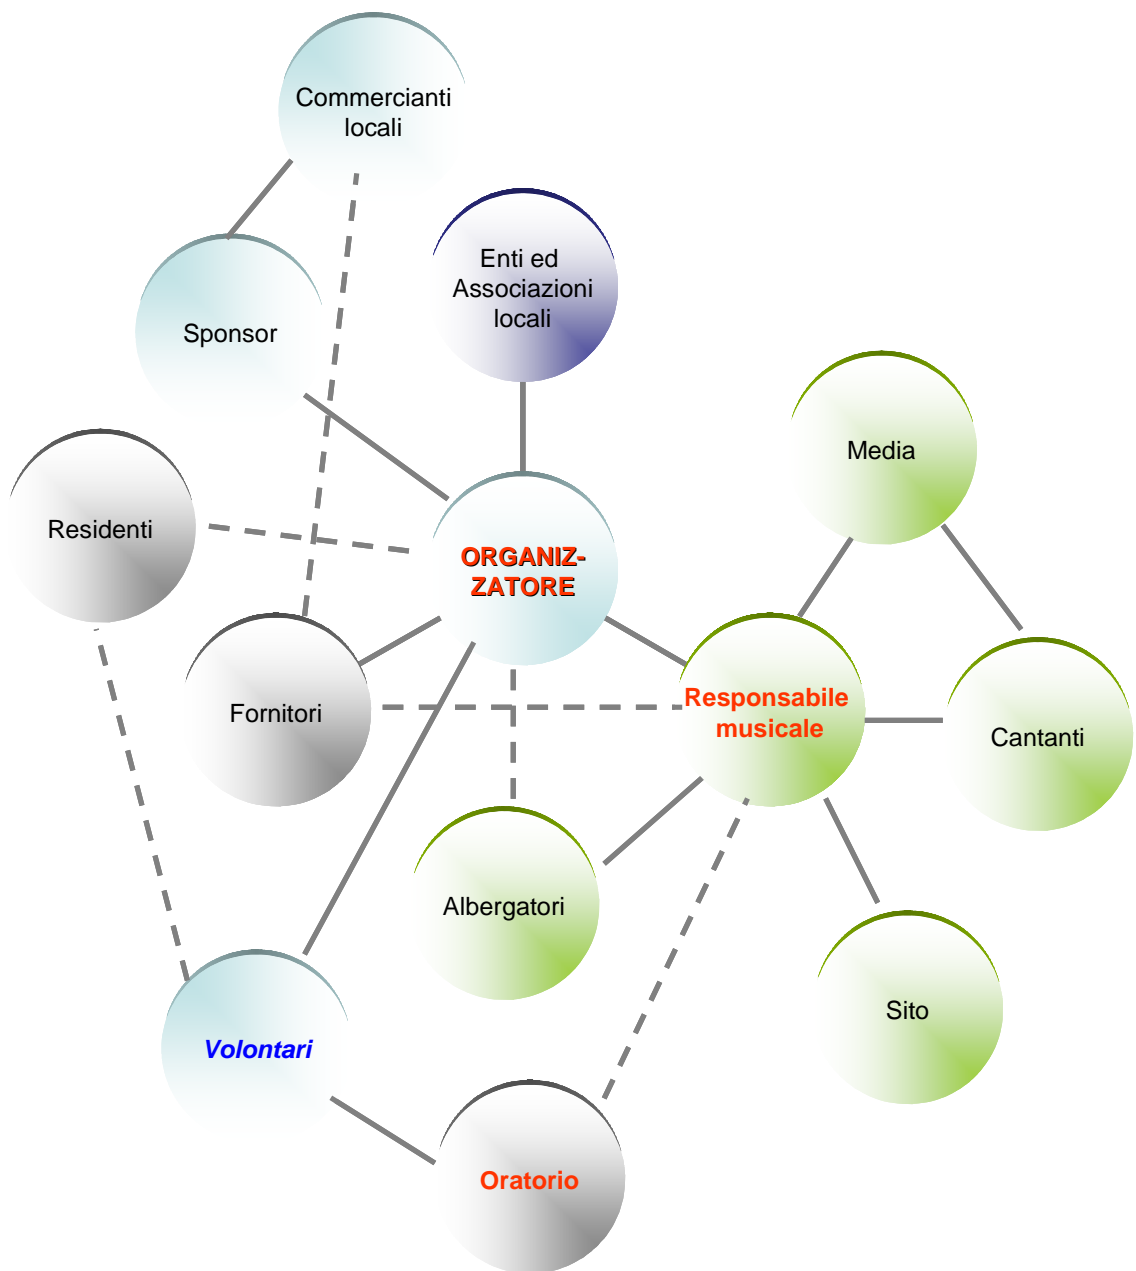 Commercianti
locali
Enti ed
Associazioni
locali
Sponsor
Media
Residenti
ORGANIZ-
ZATORE
Responsabile
musicale
Fornitori
Cantanti
Albergatori
Sito
Volontari
Oratorio